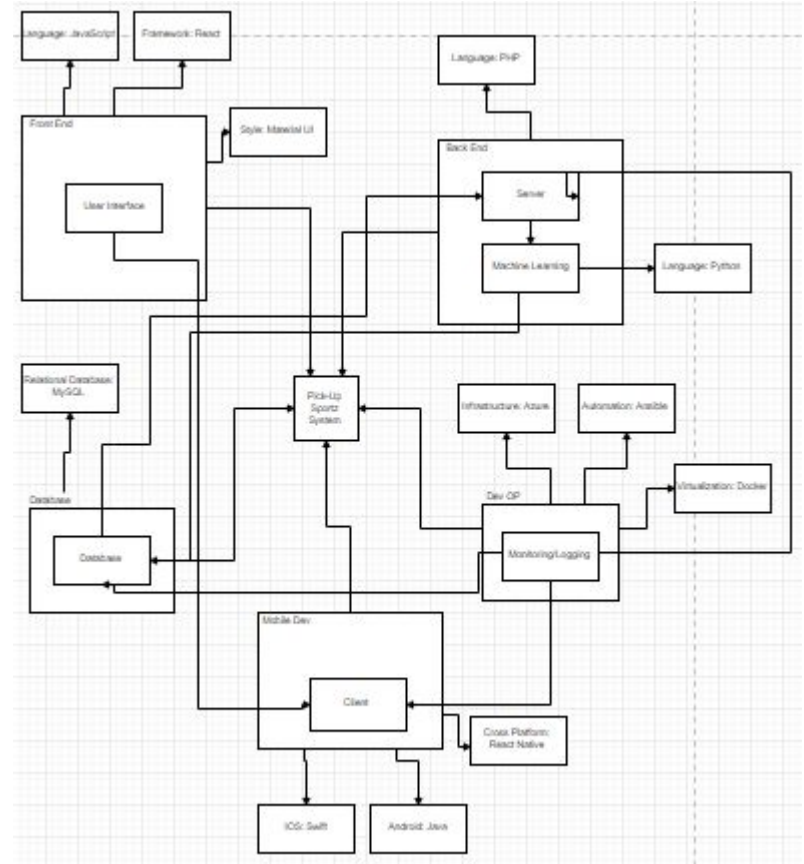 Language: JavaScript
Framework: React
Language: PHP
Front End
Style: Material UI
Back End
Server
User Interface
Machine Learning
Language: Python
Relational Database:
MySQL
Pick-Up
Sportz
System
Infrastructure: Azure
Automation: Ansible
Virtualization: Docker
Database
Dev OP
Database
Monitoring/Logging
Mobile Dev
Client
Cross Platform:
React Native
IOS: Swift
Android: Java